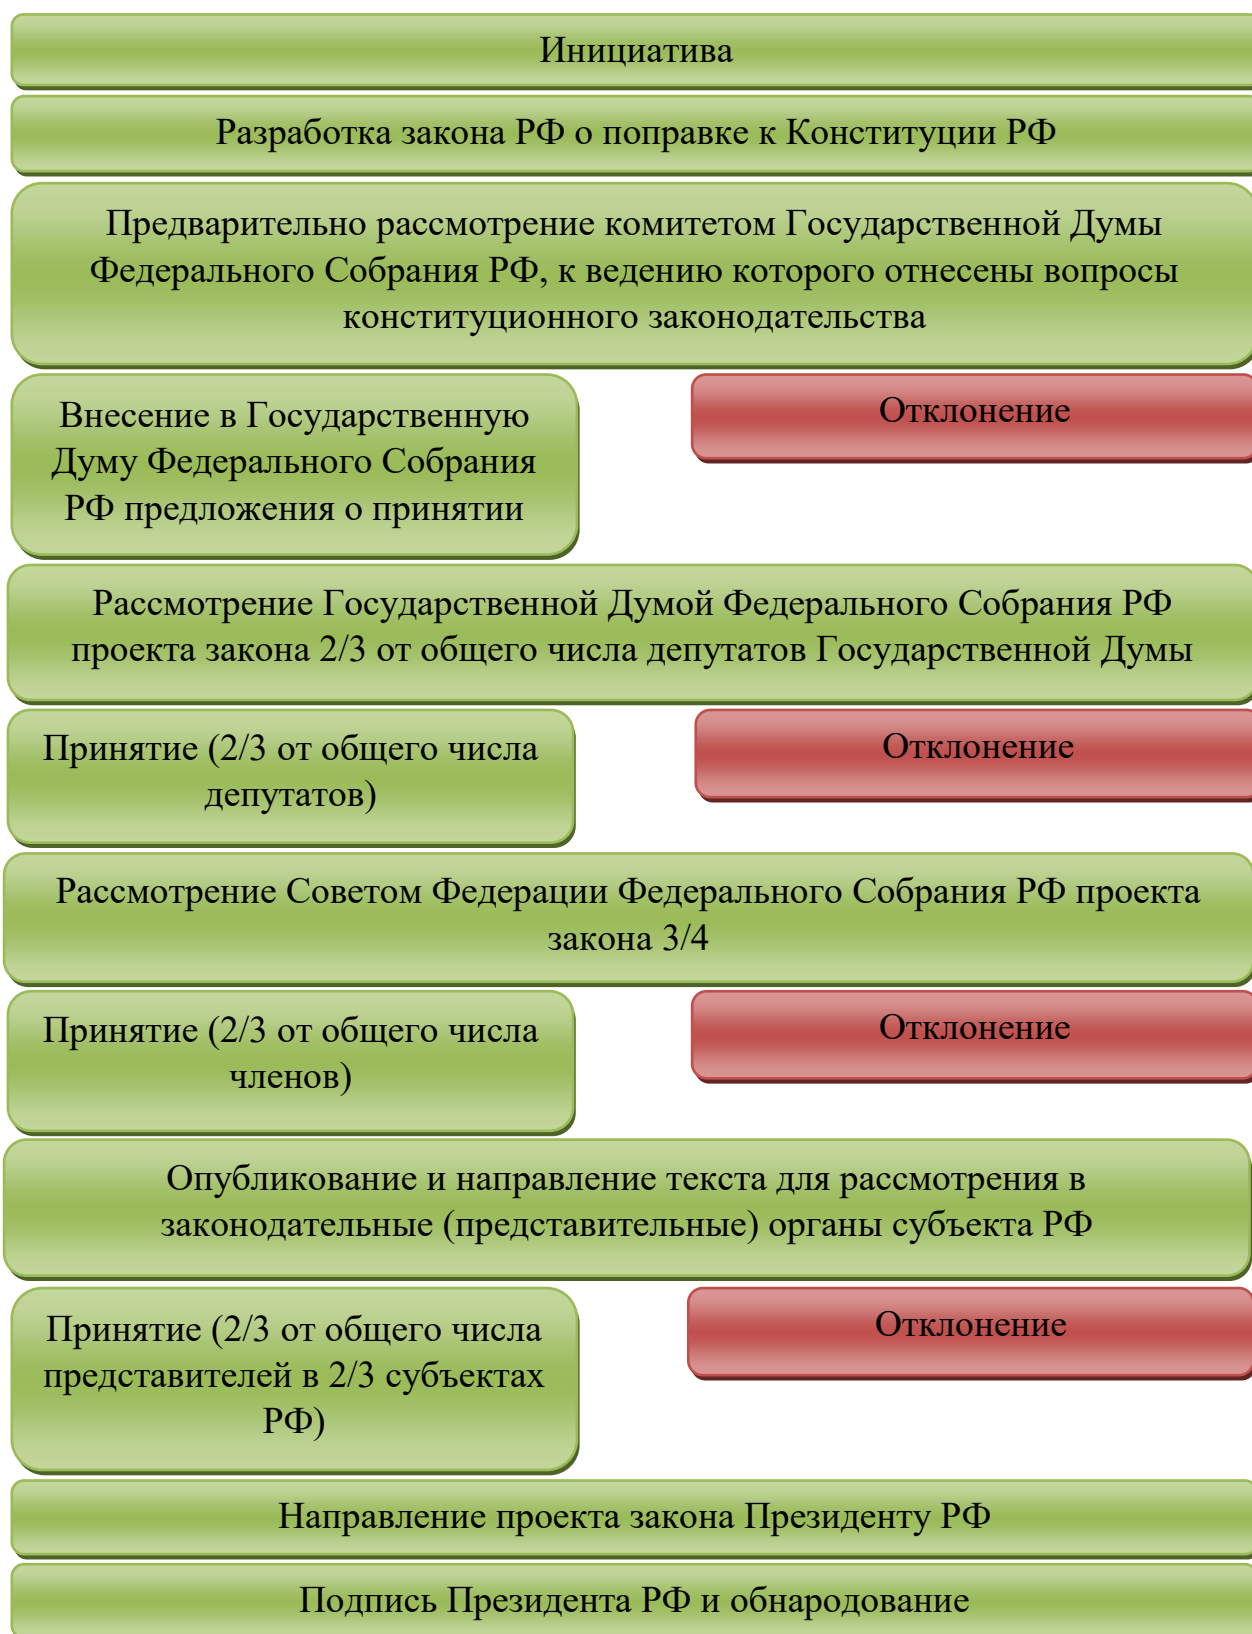 Инициатива
Разработка закона РФ о поправке к Конституции РФ
Предварительно рассмотрение комитетом Государственной Думы
Федерального Собрания РФ, к ведению которого отнесены вопросы
конституционного законодательства
Внесение в Государственную
Думу Федерального Собрания
РФ предложения о принятии
Отклонение
Рассмотрение Государственной Думой Федерального Собрания РФ
проекта закона 2/3 от общего числа депутатов Государственной Думы
Принятие (2/3 от общего числа
депутатов)
Отклонение
Рассмотрение Советом Федерации Федерального Собрания РФ проекта
закона 3/4
Принятие (2/3 от общего числа
членов)
Отклонение
Опубликование и направление текста для рассмотрения в
законодательные (представительные) органы субъекта РФ
Принятие (2/3 от общего числа
представителей в 2/3 субъектах
РФ)
Отклонение
Направление проекта закона Президенту РФ
Подпись Президента РФ и обнародование